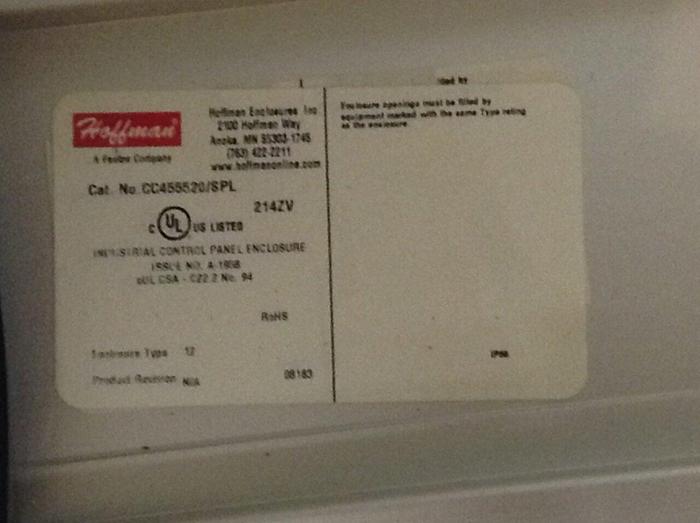 Hoffman
A Pentair Company
Hoffman Enclosures Inc
2100 Hoffman Way
Anoka, MN 55303-1745
(763) 422-2211
www.hoffmanonline.com
Cat. No. CC455520/SPL
214ZV
C UL US LISTED
INDUSTRIAL CONTROL PANEL ENCLOSURE
ISSUE NO. A-1958
cUL CSA - C22.2 No. 94
RoHS
Enclosure Type 12
Product Revision N/A
08183
Enclosure openings must be filled by
equipment marked with the same Type rating
as the enclosure.